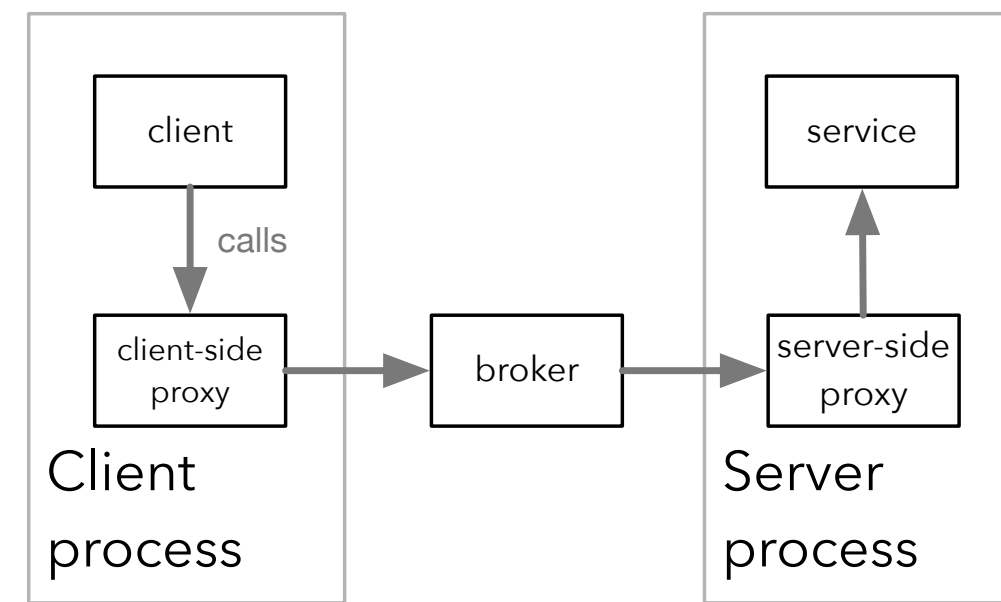 client
service
calls
client-side
proxy
broker
server-side
proxy
Client
process
Server
process